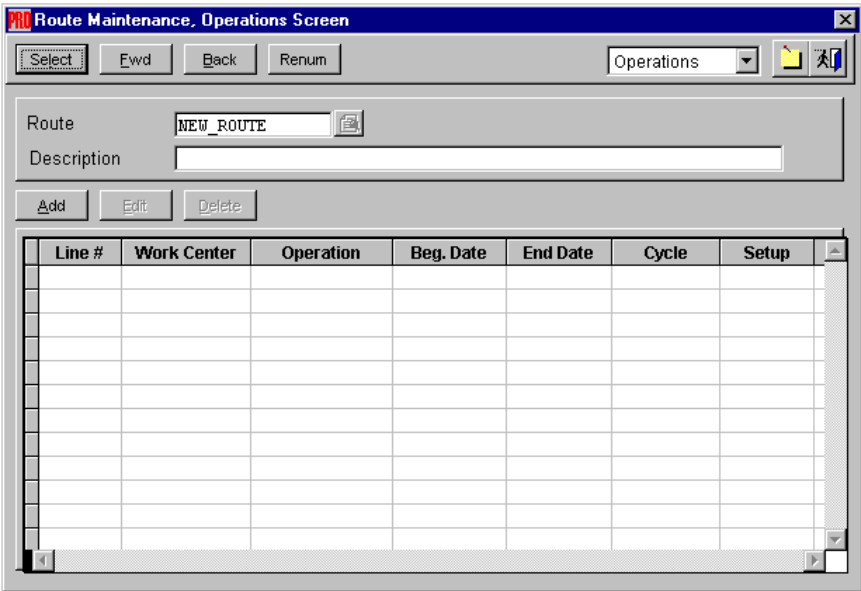 PRO Route Maintenance, Operations Screen
Select Fwd Back Renum Operations
Route NEW_ROUTE
Description
Add Edit Delete
Line # Work Center Operation Beg. Date End Date Cycle Setup